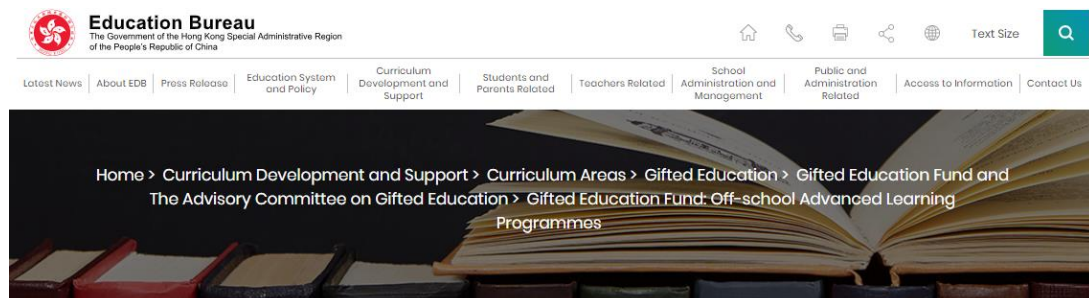 Education Bureau
The Government of the Hong Kong Special Administrative Region
of the People's Republic of China
Text Size
Latest News
About EDB
Press Release
Education System
and Policy
Curriculum
Development and
Support
Students and
Parents Related
Teachers Related
School
Administration and
Management
Public and
Administration
Related
Access to Information
Contact Us
Home > Curriculum Development and Support > Curriculum Areas > Gifted Education > Gifted Education Fund and
The Advisory Committee on Gifted Education > Gifted Education Fund: Off-school Advanced Learning
Programmes